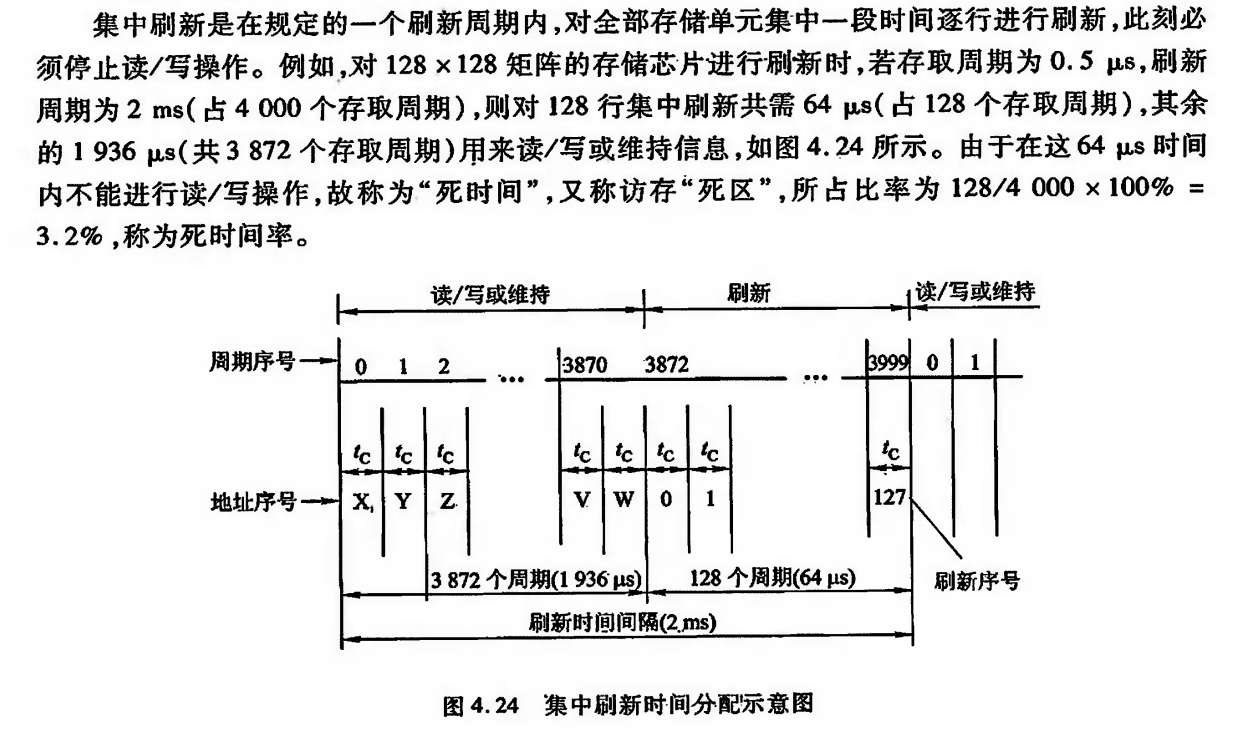 集中刷新是在规定的一个刷新周期内,对全部存储单元集中一段时间逐行进行刷新,此刻必
须停止读/写操作。例如,对 128 × 128 矩阵的存储芯片进行刷新时,若存取周期为 0.5 μs,刷新
周期为 2 ms(占 4 000 个存取周期),则对 128 行集中刷新共需 64 μs(占 128 个存取周期),其余
的 1 936 μs(共 3 872 个存取周期)用来读/写或维持信息,如图 4.24 所示。由于在这 64 μs 时间
内不能进行读/写操作,故称为“死时间”,又称访存“死区”,所占比率为 128/4 000 × 100% =
3.2% ,称为死时间率。
读/写或维持 刷新 读/写或维持
周期序号 0 1 2 … 3870 3872 … 3999 0 1
tC tC tC tC tC tC tC tC
地址序号 X Y Z V W 0 1 127
3 872 个周期(1 936 μs) 128 个周期(64 μs) 刷新序号
刷新时间间隔(2 ms)
图 4.24 集中刷新时间分配示意图